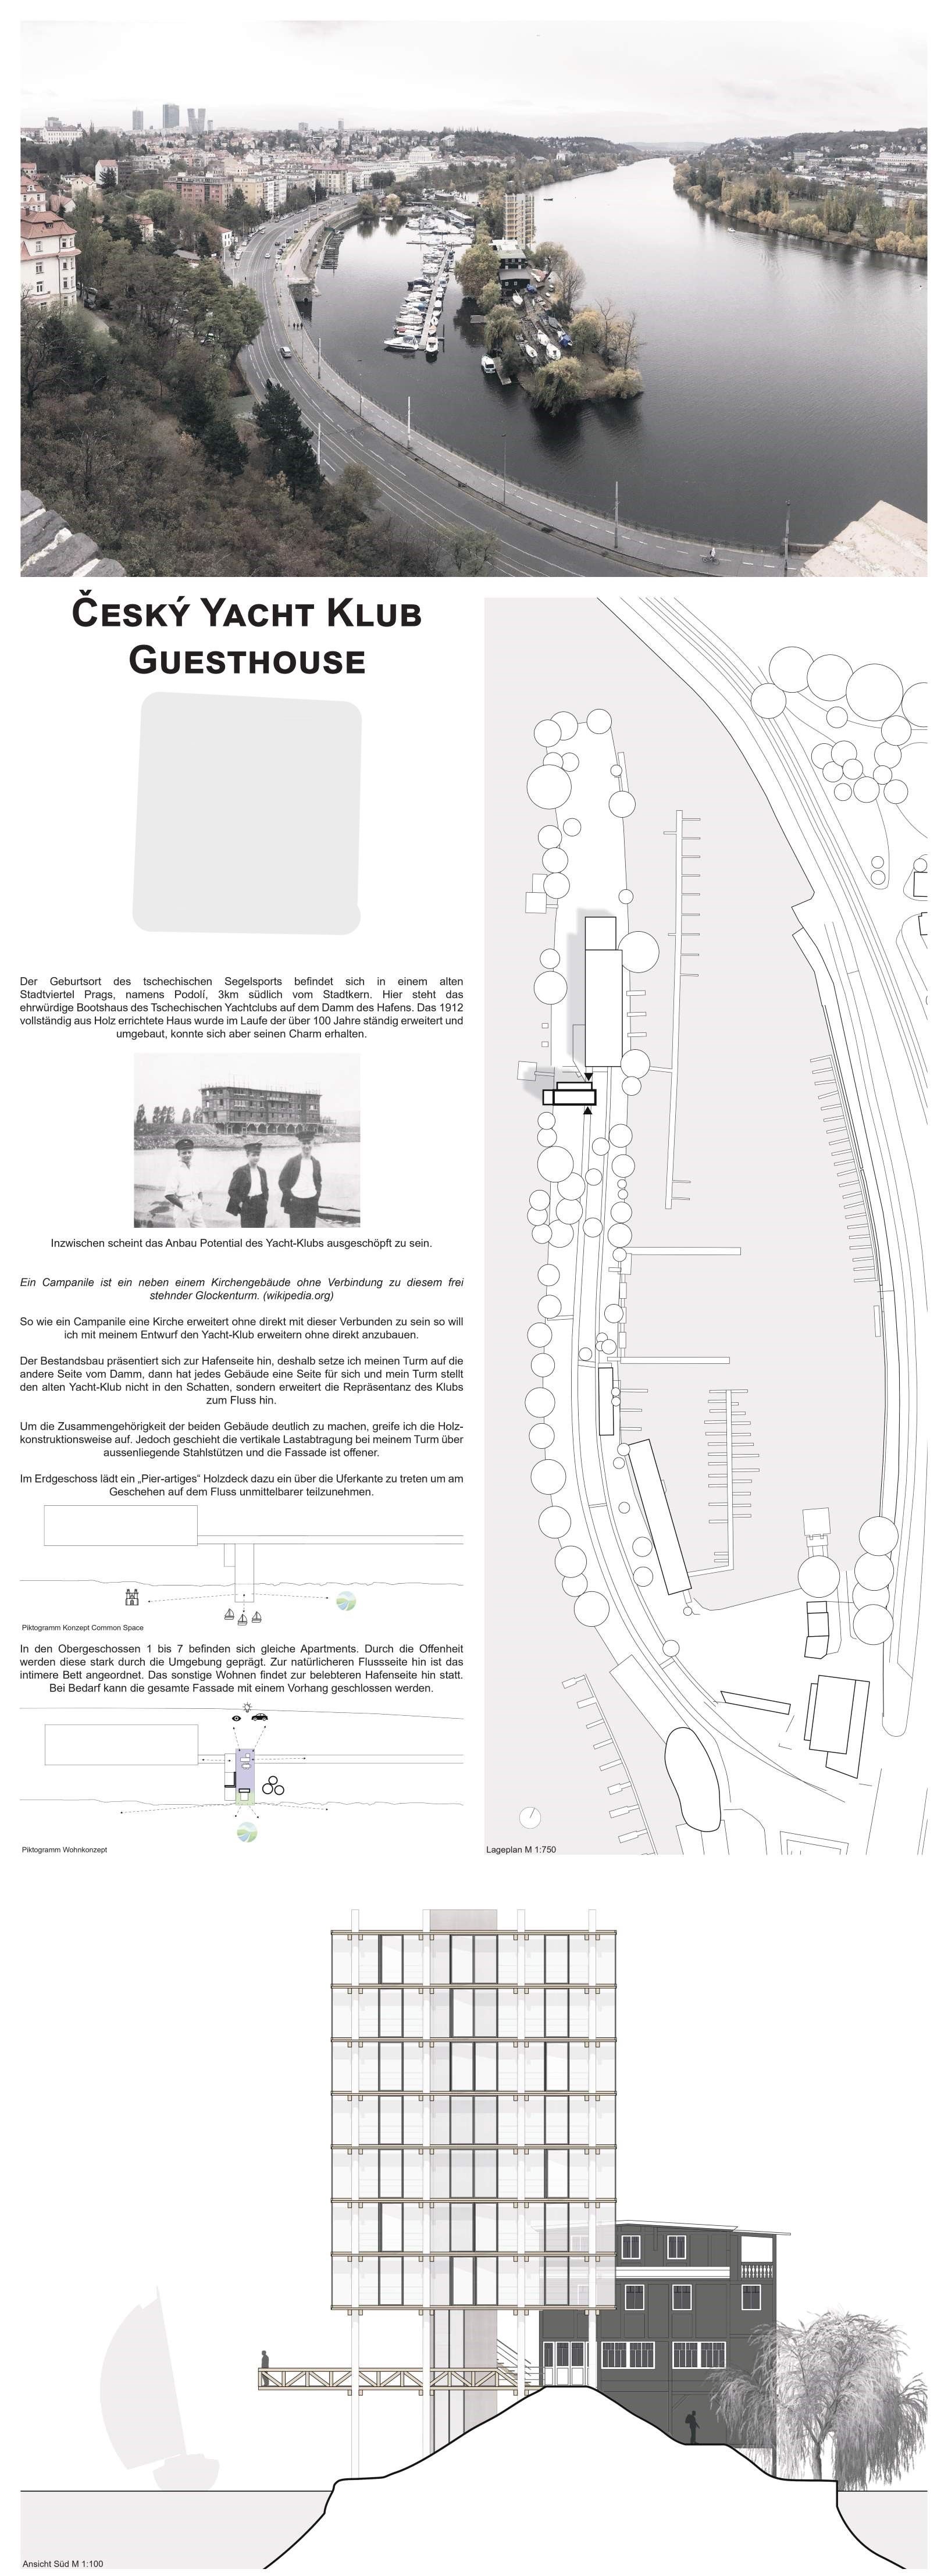 Český Yacht Klub
Guesthouse
Der Geburtsort des tschechischen Segelsports befindet sich in einem alten
Stadtviertel Prags, namens Podolí, 3km südlich vom Stadtkern. Hier steht das
ehrwürdige Bootshaus des Tschechischen Yachtclubs auf dem Damm des Hafens. Das 1912
vollständig aus Holz errichtete Haus wurde im Laufe der über 100 Jahre ständig erweitert und
umgebaut, konnte sich aber seinen Charm erhalten.
Inzwischen scheint das Anbau Potential des Yacht-Klubs ausgeschöpft zu sein.
Ein Campanile ist ein neben einem Kirchengebäude ohne Verbindung zu diesem frei
stehnder Glockenturm. (wikipedia.org)
So wie ein Campanile eine Kirche erweitert ohne direkt mit dieser Verbunden zu sein so will
ich mit meinem Entwurf den Yacht-Klub erweitern ohne direkt anzubauen.
Der Bestandsbau präsentiert sich zur Hafenseite hin, deshalb setze ich meinen Turm auf die
andere Seite vom Damm, dann hat jedes Gebäude eine Seite für sich und mein Turm stellt
den alten Yacht-Klub nicht in den Schatten, sondern erweitert die Repräsentanz des Klubs
zum Fluss hin.
Um die Zusammengehörigkeit der beiden Gebäude deutlich zu machen, greife ich die Holz-
konstruktionsweise auf. Jedoch geschieht die vertikale Lastabtragung bei meinem Turm über
aussenliegende Stahlstützen und die Fassade ist offener.
Im Erdgeschoss lädt ein „Pier-artiges“ Holzdeck dazu ein über die Uferkante zu treten um am
Geschehen auf dem Fluss unmittelbarer teilzunehmen.
Piktogramm Konzept Common Space
In den Obergeschossen 1 bis 7 befinden sich gleiche Apartments. Durch die Offenheit
werden diese stark durch die Umgebung geprägt. Zur natürlicheren Flussseite hin ist das
intimere Bett angeordnet. Das sonstige Wohnen findet zur belebteren Hafenseite hin statt.
Bei Bedarf kann die gesamte Fassade mit einem Vorhang geschlossen werden.
Piktogramm Wohnkonzept
Lageplan M 1:750
Ansicht Süd M 1:100